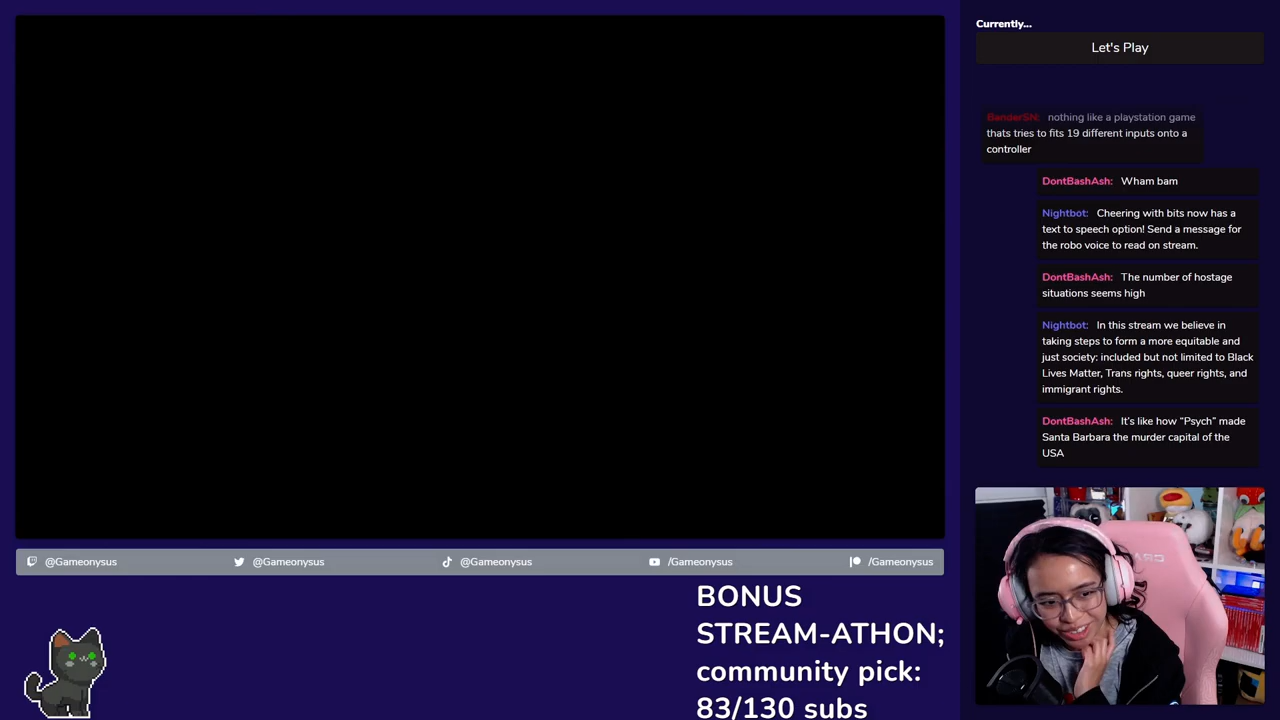 Currently...
Let's Play
BanderSN: nothing like a playstation game
thats tries to fits 19 different inputs onto a
controller
DontBashAsh: Wham bam
Nightbot: Cheering with bits now has a
text to speech option! Send a message for
the robo voice to read on stream.
DontBashAsh: The number of hostage
situations seems high
Nightbot: In this stream we believe in
taking steps to form a more equitable and
just society: included but not limited to Black
Lives Matter, Trans rights, queer rights, and
immigrant rights.
DontBashAsh: It's like how “Psych” made
Santa Barbara the murder capital of the
USA
@Gameonysus @Gameonysus @Gameonysus /Gameonysus /Gameonysus
BONUS
STREAM-ATHON;
community pick:
83/130 subs